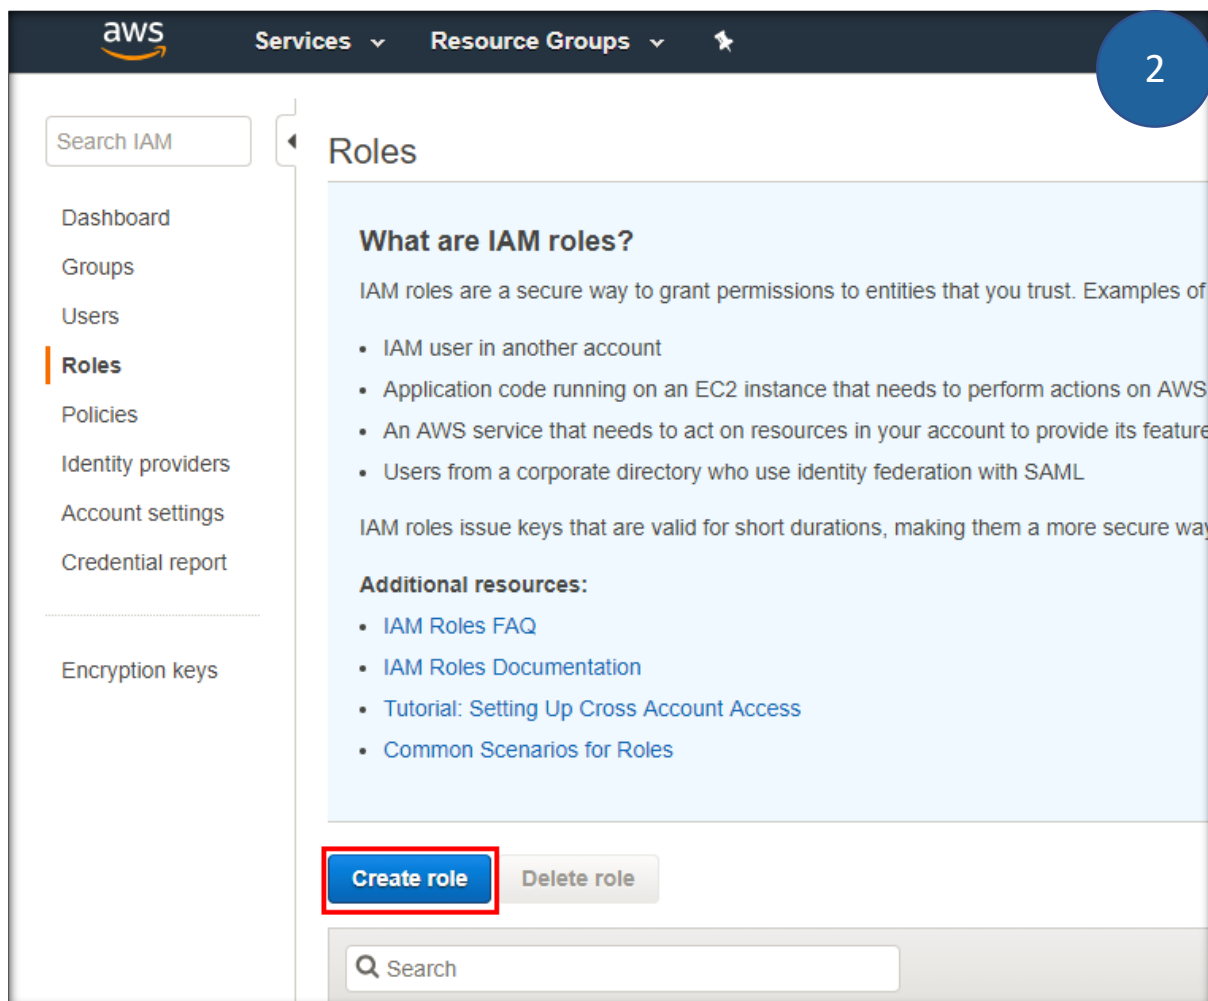 aws Services Resource Groups
2
Search IAM
Dashboard
Groups
Users
Roles
Policies
Identity providers
Account settings
Credential report
Encryption keys
Roles
What are IAM roles?
IAM roles are a secure way to grant permissions to entities that you trust. Examples of
• IAM user in another account
• Application code running on an EC2 instance that needs to perform actions on AWS
• An AWS service that needs to act on resources in your account to provide its feature
• Users from a corporate directory who use identity federation with SAML
IAM roles issue keys that are valid for short durations, making them a more secure way
Additional resources:
• IAM Roles FAQ
• IAM Roles Documentation
• Tutorial: Setting Up Cross Account Access
• Common Scenarios for Roles
Create role Delete role
Search